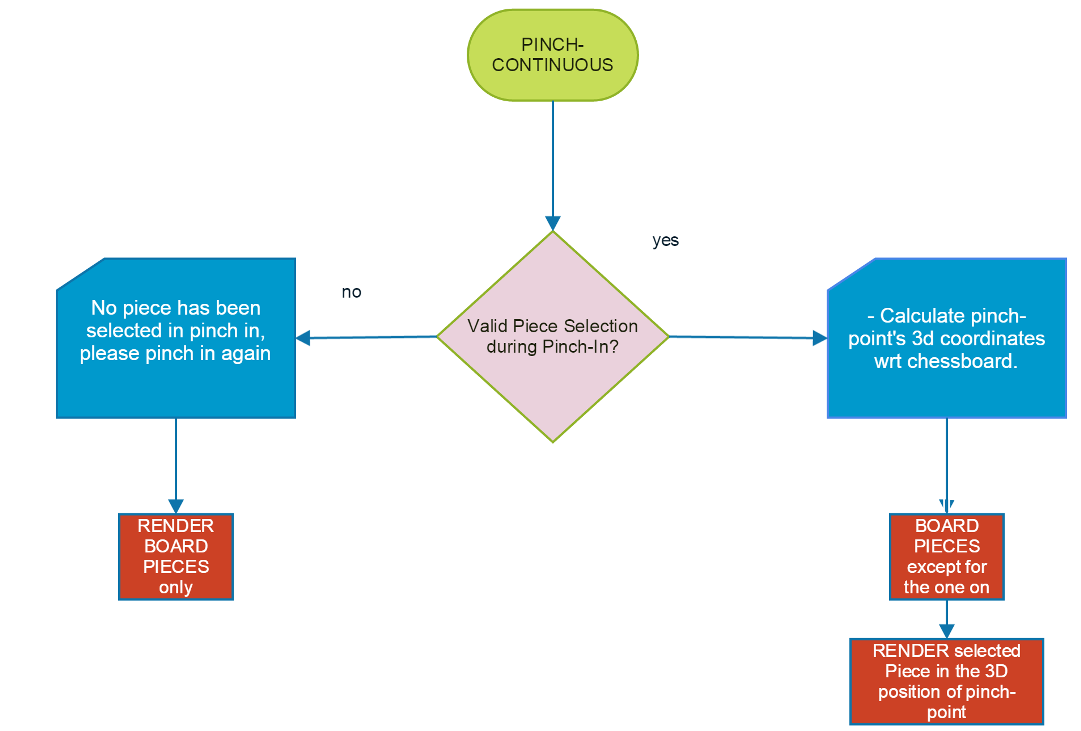 PINCH-
CONTINUOUS
yes
no
No piece has been
selected in pinch in,
please pinch in again
Valid Piece Selection
during Pinch-In?
- Calculate pinch-
point's 3d coordinates
wrt chessboard.
RENDER
BOARD
PIECES
only
BOARD
PIECES
except for
the one on
RENDER selected
Piece in the 3D
position of pinch-
point